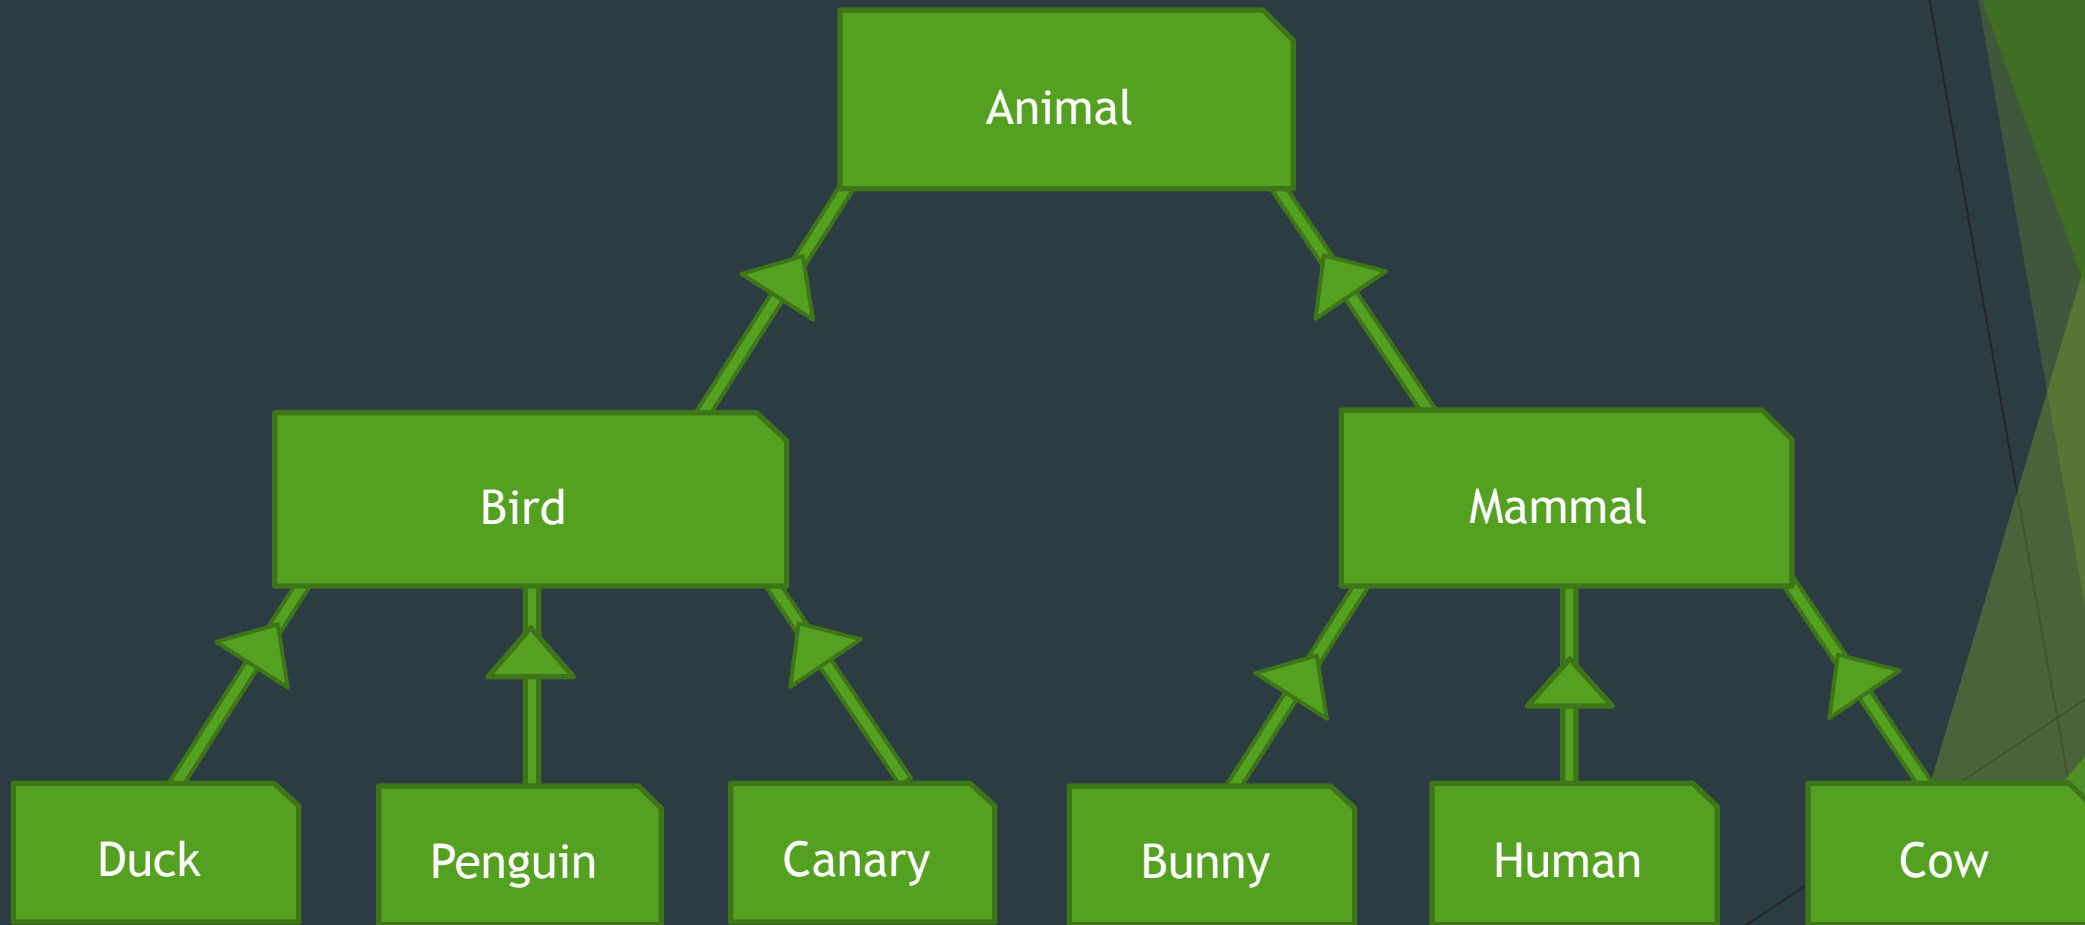 Animal
Bird
Mammal
Duck
Penguin
Canary
Bunny
Human
Cow